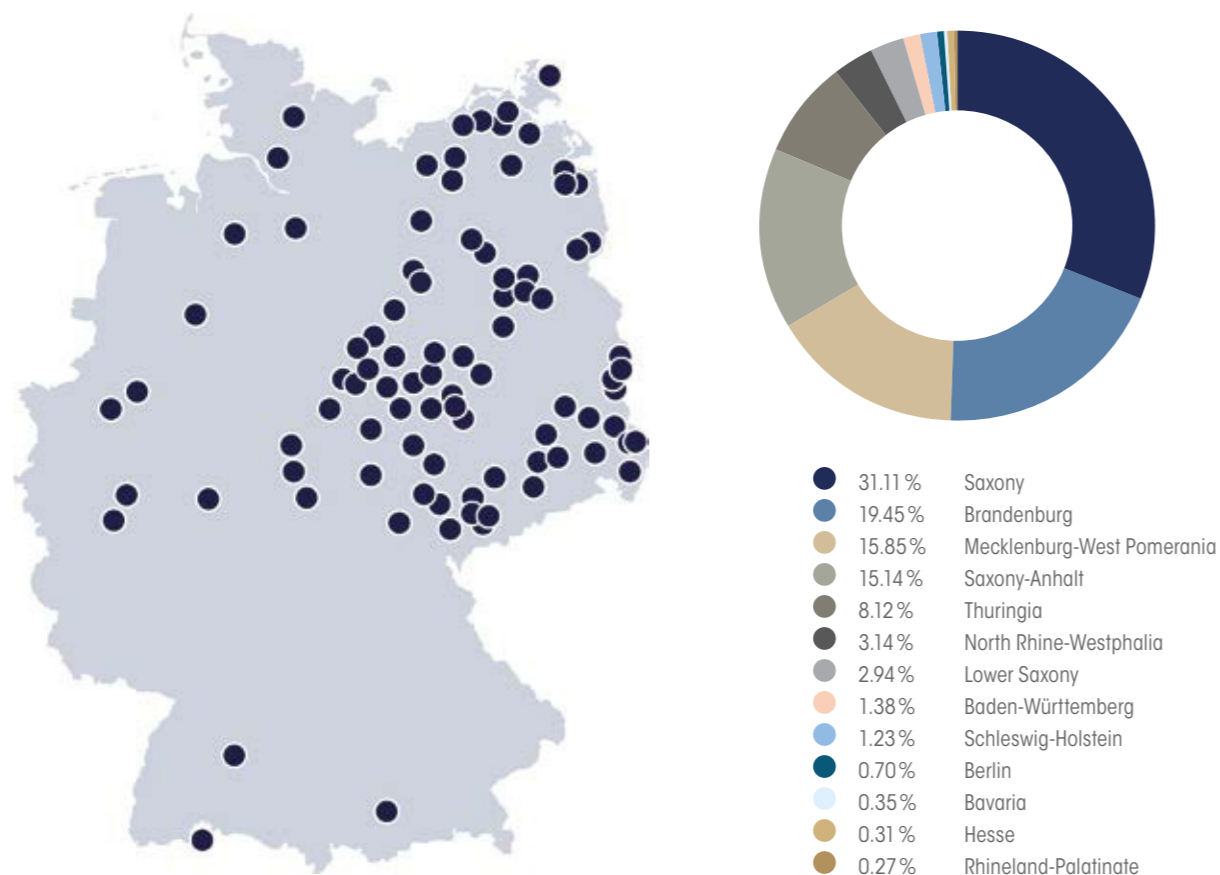 31.11 % Saxony
19.45 % Brandenburg
15.85 % Mecklenburg-West Pomerania
15.14 % Saxony-Anhalt
8.12 % Thuringia
3.14 % North Rhine-Westphalia
2.94 % Lower Saxony
1.38 % Baden-Württemberg
1.23 % Schleswig-Holstein
0.70 % Berlin
0.35 % Bavaria
0.31 % Hesse
0.27 % Rhineland-Palatinate